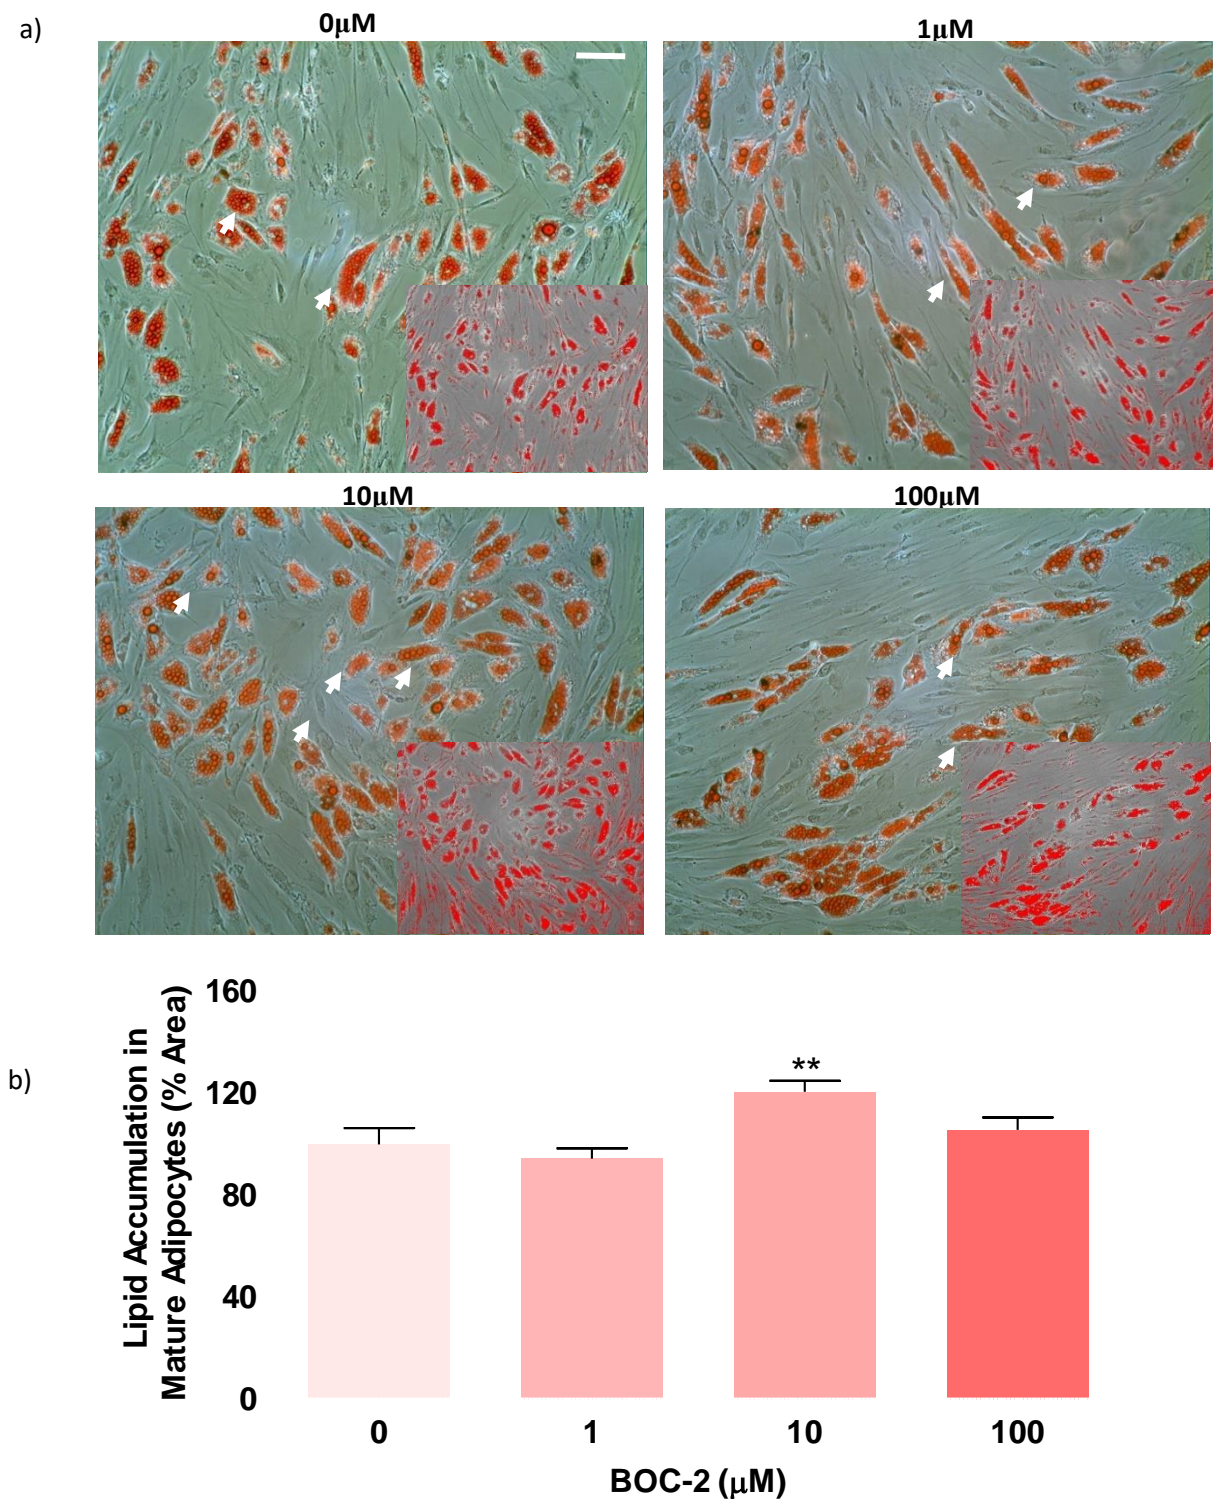 a)
0µM
1µM
10µM
100µM
b)
Lipid Accumulation in
Mature Adipocytes (% Area)
160
120
80
40
0
**
0
1
10
100
BOC-2 (µM)